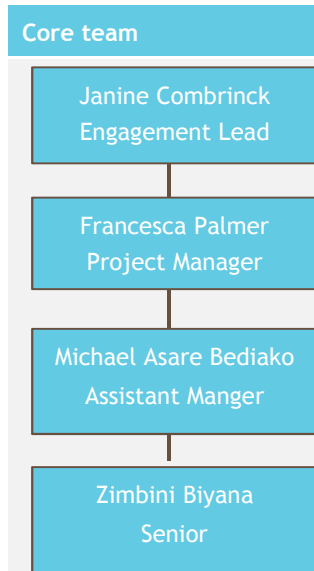 Core team
Janine Combrinck
Engagement Lead
Francesca Palmer
Project Manager
Michael Asare Bediako
Assistant Manger
Zimbini Biyana
Senior